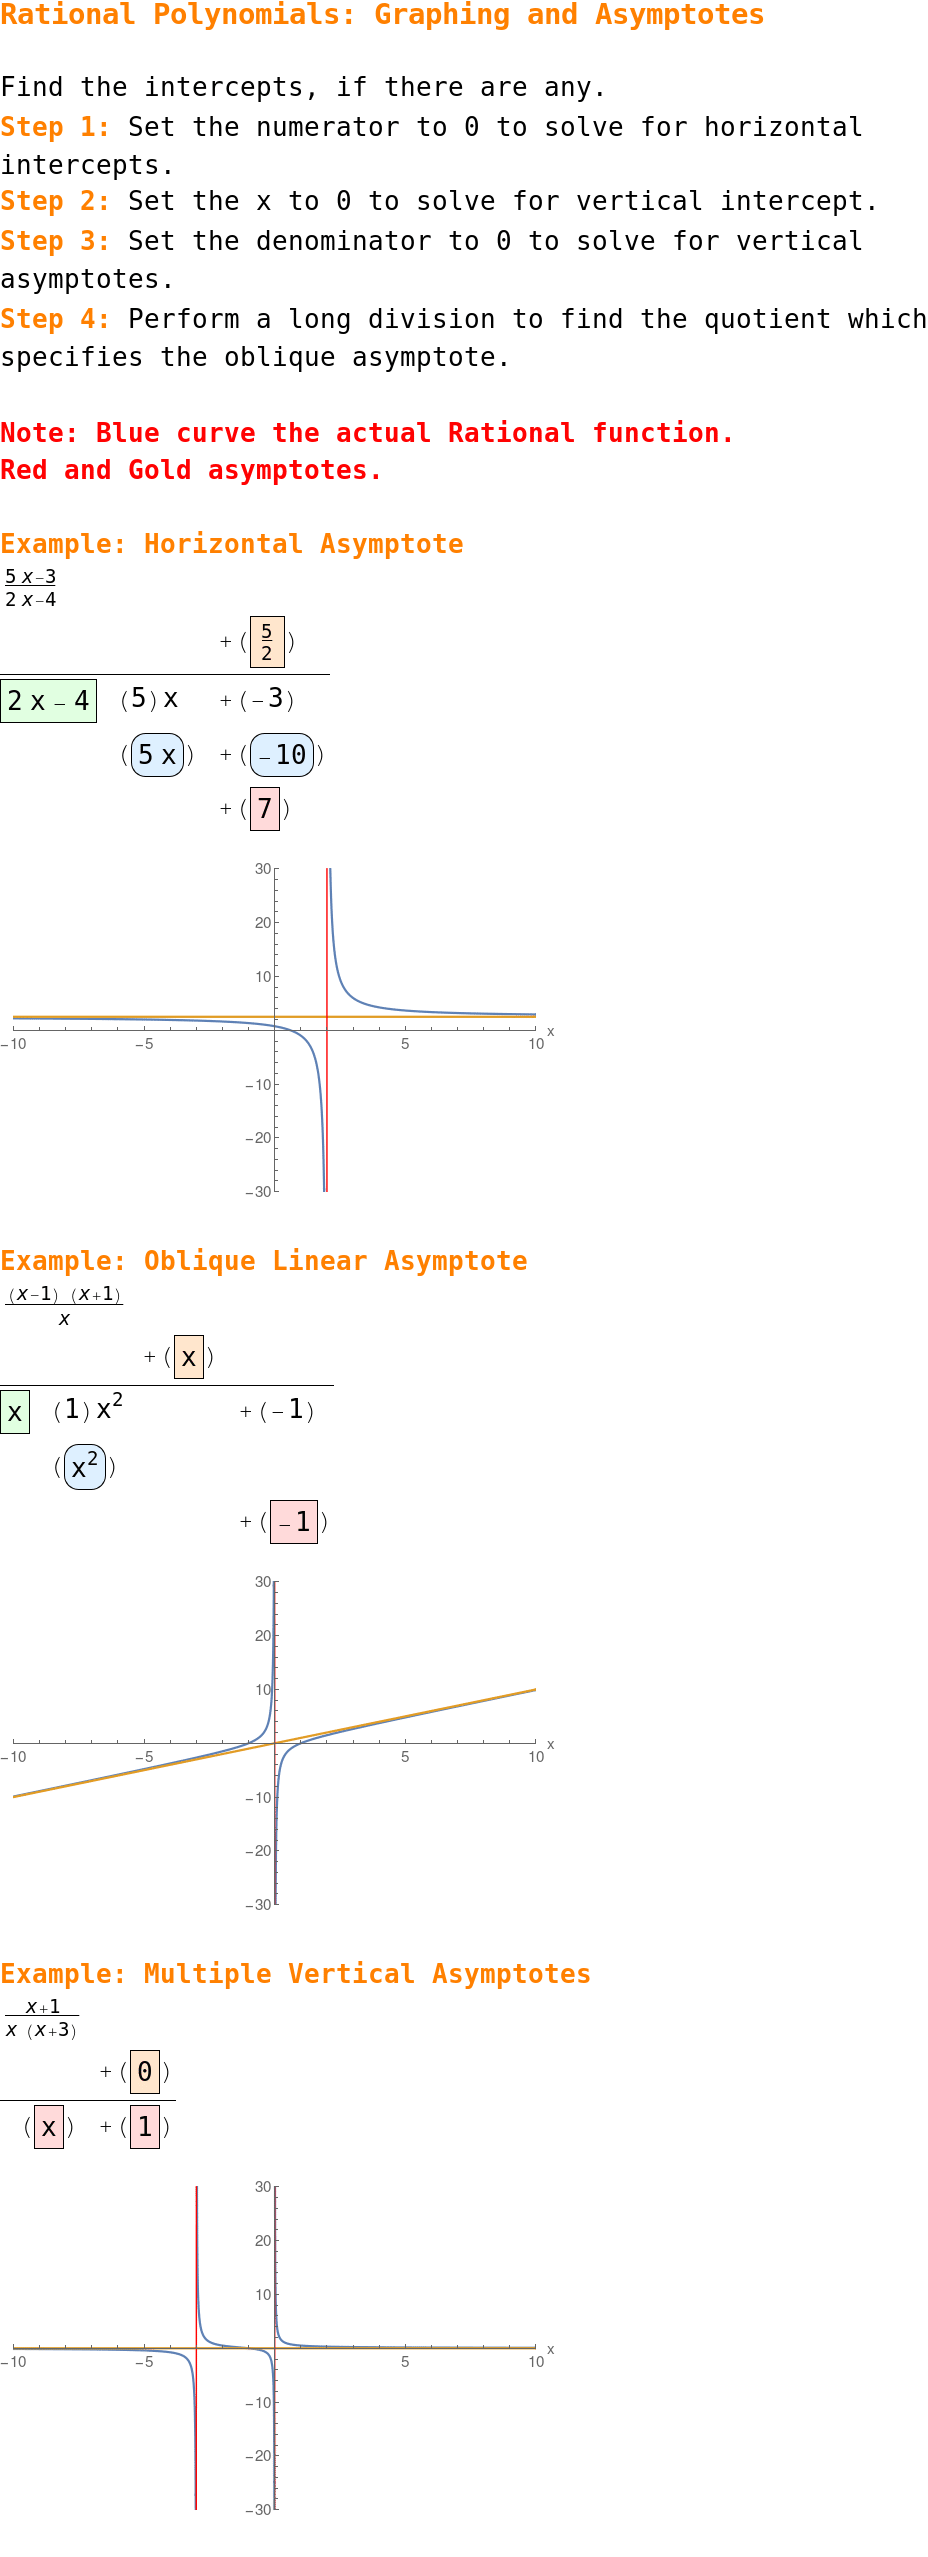 Rational Polynomials: Graphing and Asymptotes
Find the intercepts, if there are any.
Step 1: Set the numerator to 0 to solve for horizontal
intercepts.
Step 2: Set the x to 0 to solve for vertical intercept.
Step 3: Set the denominator to 0 to solve for vertical
asymptotes.
Step 4: Perform a long division to find the quotient which
specifies the oblique asymptote.
Note: Blue curve the actual Rational function.
Red and Gold asymptotes.
Example: Horizontal Asymptote
5 x−3
2 x−4
+ (5/2)
2 x − 4 (5) x + (−3)
(5 x) + (−10)
+ (7)
30
20
10
−10 −5 5 10 x
−10
−20
−30
Example: Oblique Linear Asymptote
(x−1) (x+1)
x
+ (x)
x (1) x² + (−1)
(x²)
+ (−1)
30
20
10
−10 −5 5 10 x
−10
−20
−30
Example: Multiple Vertical Asymptotes
x+1
x (x+3)
+ (0)
(x) + (1)
30
20
10
−10 −5 5 10 x
−10
−20
−30